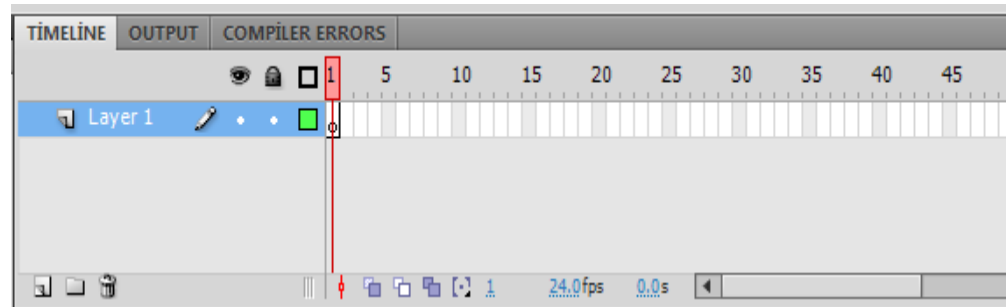 TİMELİNE OUTPUT COMPİLER ERRORS
1 5 10 15 20 25 30 35 40 45
Layer 1
1 24.0fps 0.0s